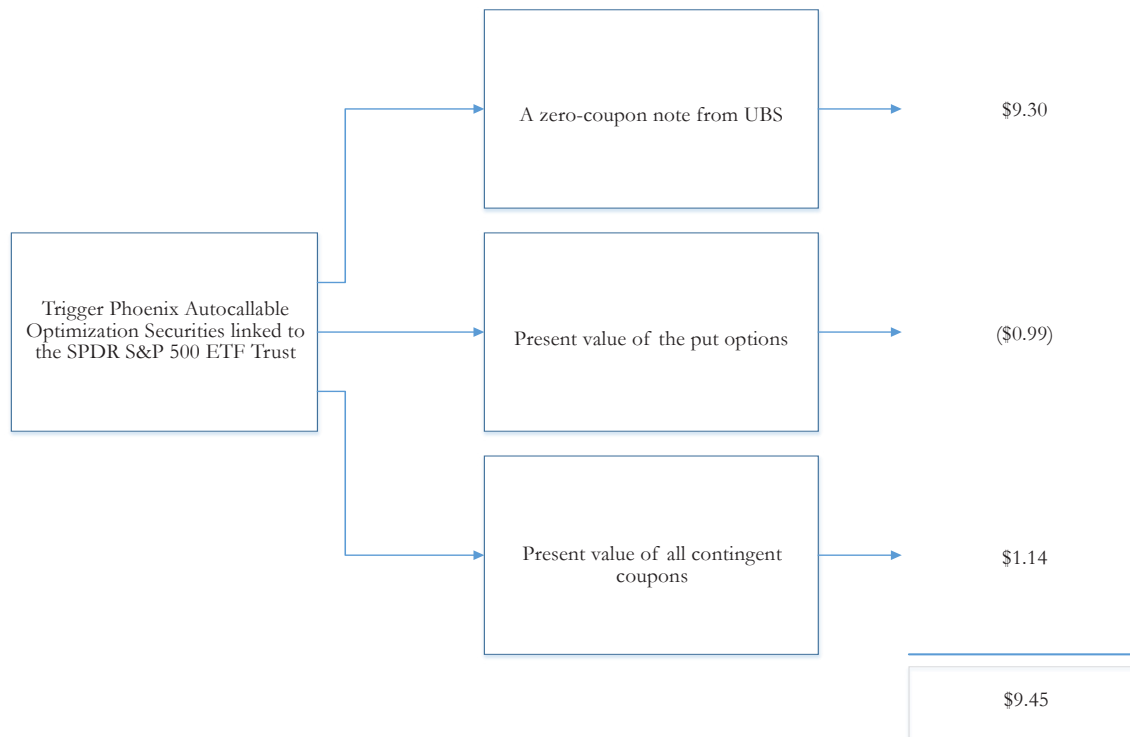 A zero-coupon note from UBS
$9.30
Trigger Phoenix Autocallable
Optimization Securities linked to
the SPDR S&P 500 ETF Trust
Present value of the put options
($0.99)
Present value of all contingent
coupons
$1.14
$9.45